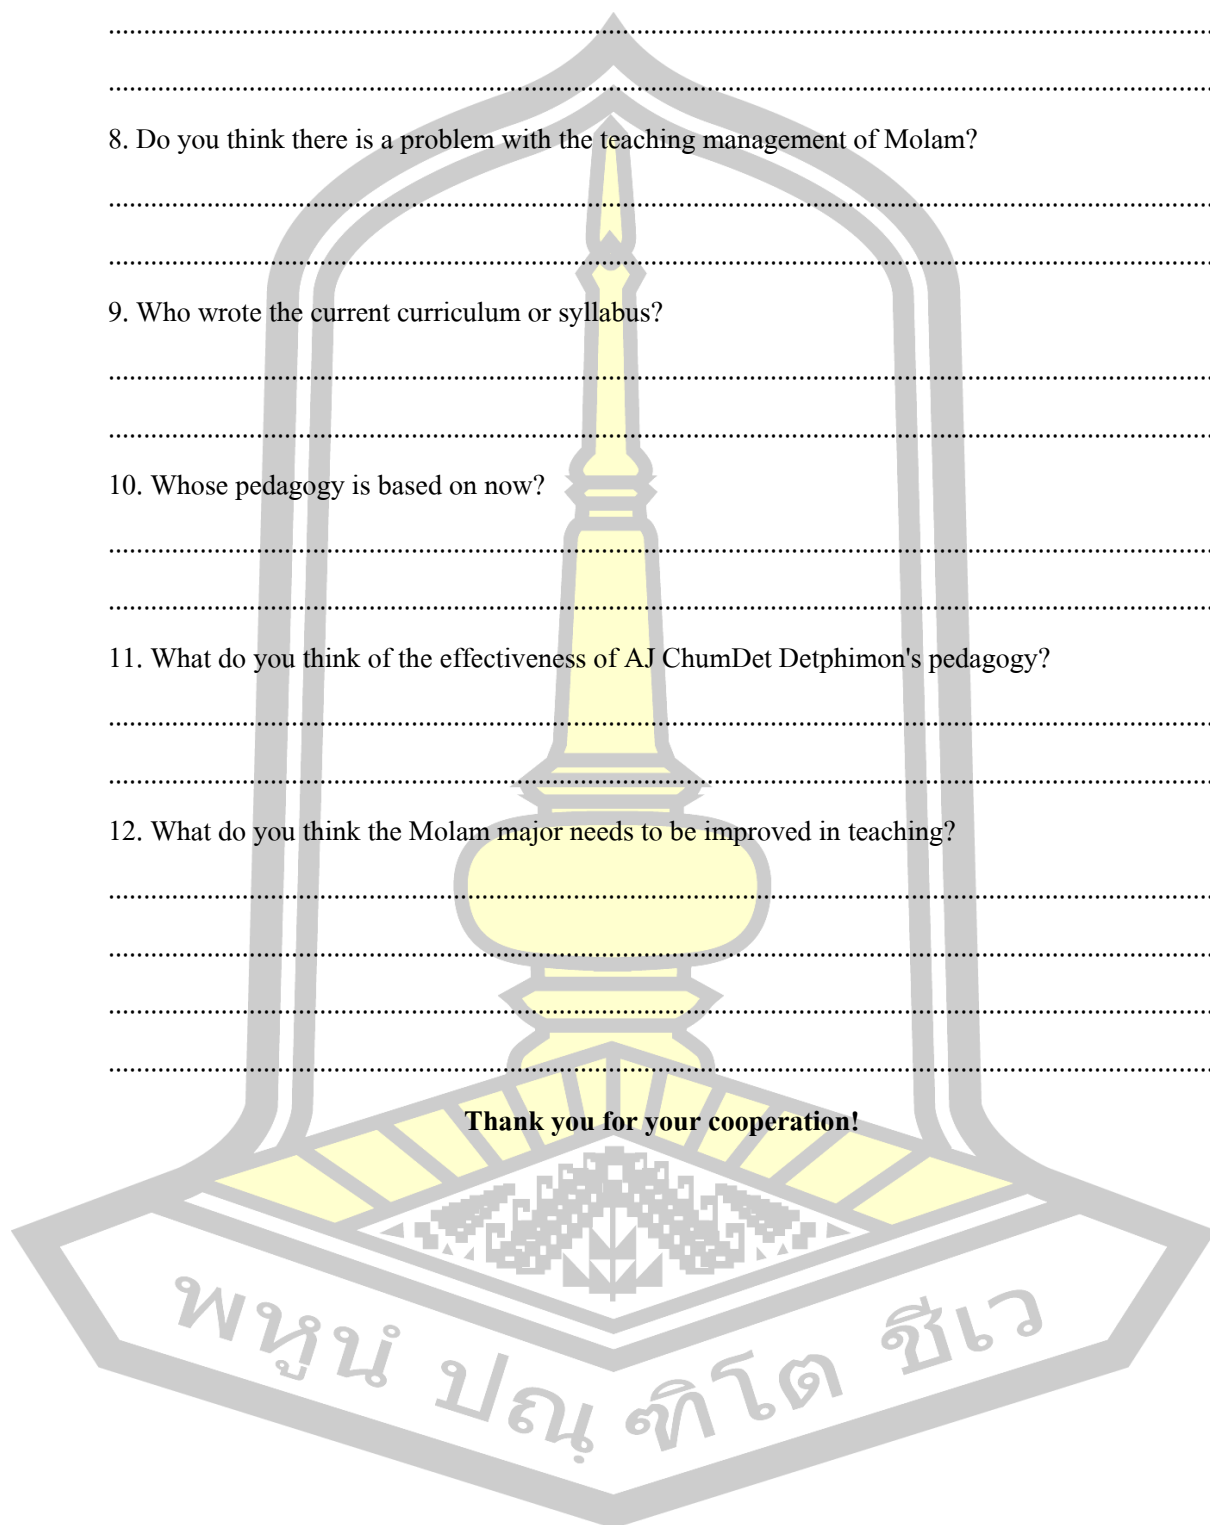 ........................................................................................................................................................
........................................................................................................................................................
8. Do you think there is a problem with the teaching management of Molam?
........................................................................................................................................................
........................................................................................................................................................
9. Who wrote the current curriculum or syllabus?
........................................................................................................................................................
........................................................................................................................................................
10. Whose pedagogy is based on now?
........................................................................................................................................................
........................................................................................................................................................
11. What do you think of the effectiveness of AJ ChumDet Detphimon's pedagogy?
........................................................................................................................................................
........................................................................................................................................................
12. What do you think the Molam major needs to be improved in teaching?
........................................................................................................................................................
........................................................................................................................................................
........................................................................................................................................................
........................................................................................................................................................
Thank you for your cooperation!
พหูนํ ปณฺฑิโต ชีเว